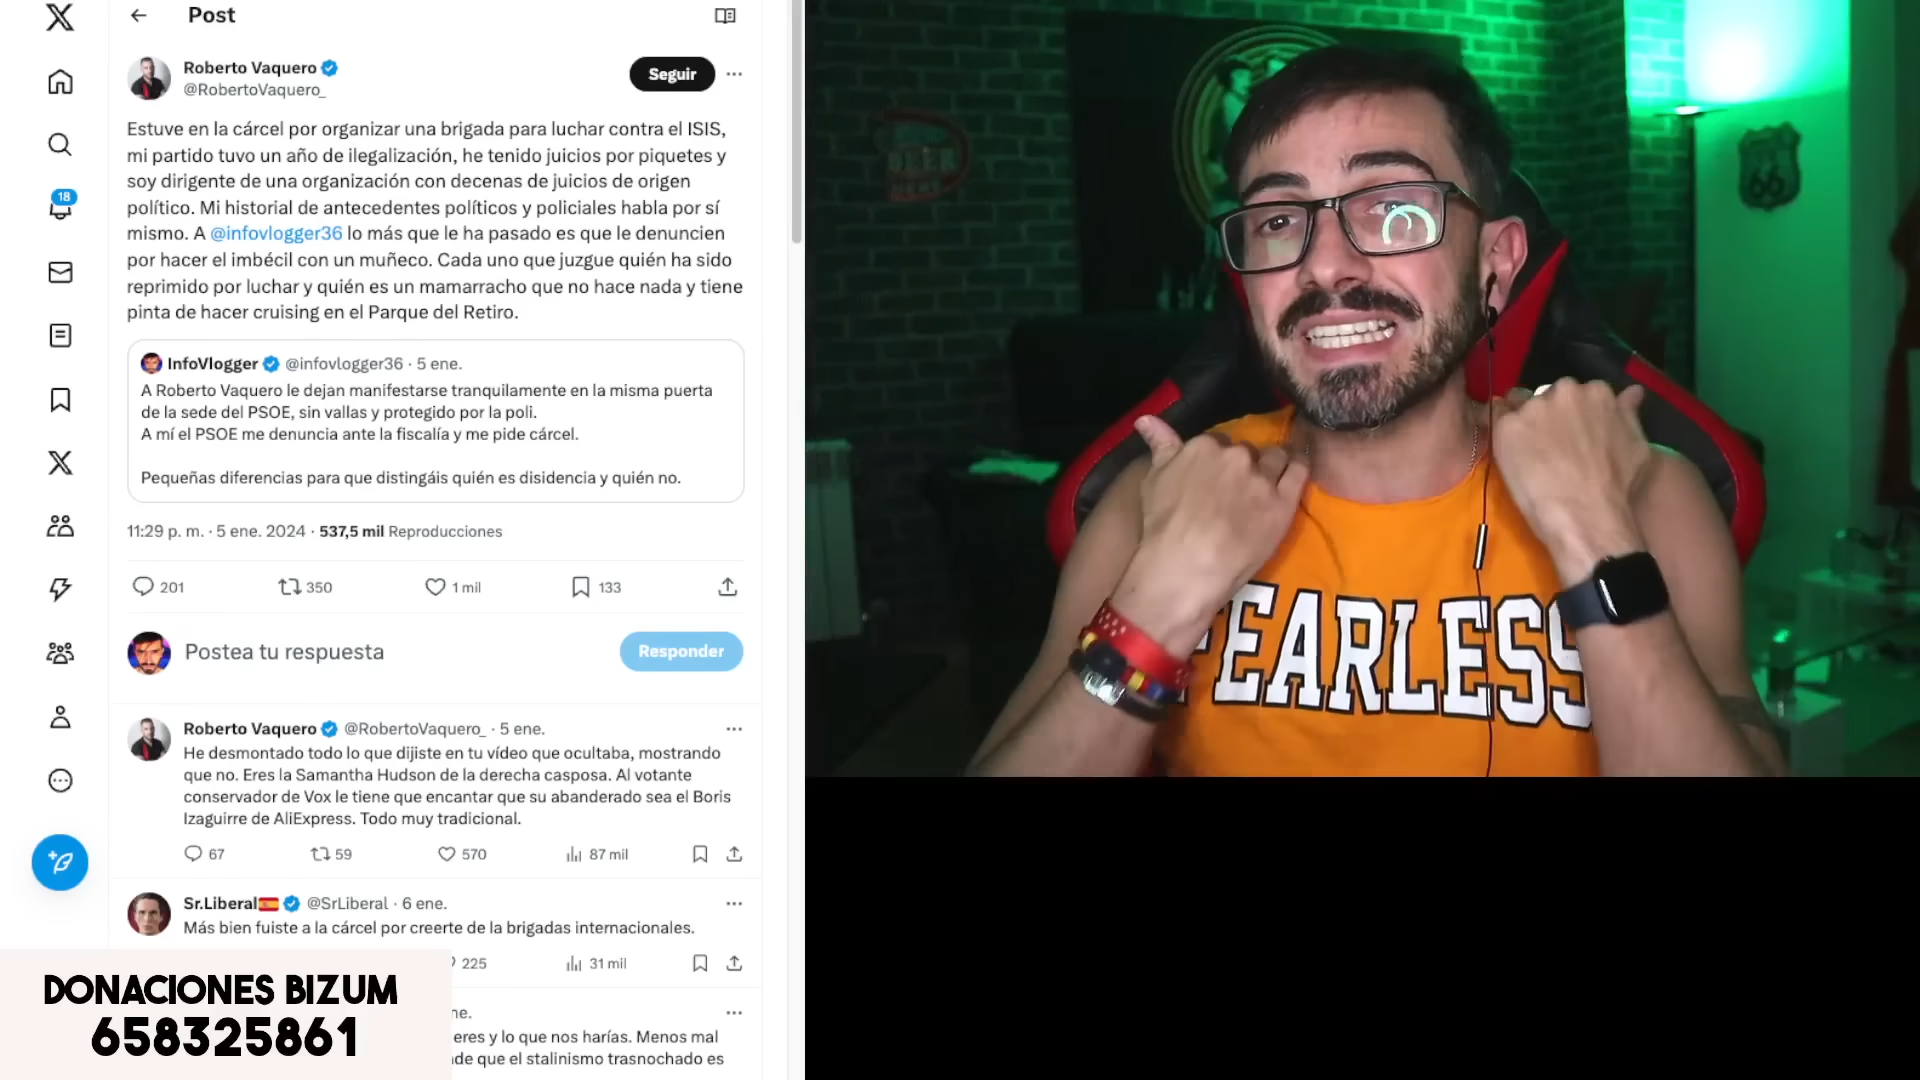 Post
Roberto Vaquero
@RobertoVaquero_
Seguir
Estuve en la cárcel por organizar una brigada para luchar contra el ISIS,
mi partido tuvo un año de ilegalización, he tenido juicios por piquetes y
soy dirigente de una organización con decenas de juicios de origen
político. Mi historial de antecedentes políticos y policiales habla por sí
mismo. A @infovlogger36 lo más que le ha pasado es que le denuncien
por hacer el imbécil con un muñeco. Cada uno que juzgue quién ha sido
reprimido por luchar y quién es un mamarracho que no hace nada y tiene
pinta de hacer cruising en el Parque del Retiro.
InfoVlogger @infovlogger36 · 5 ene.
A Roberto Vaquero le dejan manifestarse tranquilamente en la misma puerta
de la sede del PSOE, sin vallas y protegido por la poli.
A mí el PSOE me denuncia ante la fiscalía y me pide cárcel.
Pequeñas diferencias para que distingáis quién es disidencia y quién no.
11:29 p. m. · 5 ene. 2024 · 537,5 mil Reproducciones
201 350 1 mil 133
Postea tu respuesta
Responder
Roberto Vaquero @RobertoVaquero_ · 5 ene.
He desmontado todo lo que dijiste en tu vídeo que ocultaba, mostrando
que no. Eres la Samantha Hudson de la derecha casposa. Al votante
conservador de Vox le tiene que encantar que su abanderado sea el Boris
Izaguirre de AliExpress. Todo muy tradicional.
67 59 570 87 mil
Sr.Liberal @SrLiberal · 6 ene.
Más bien fuiste a la cárcel por creerte de la brigadas internacionales.
225 31 mil
ne.
eres y lo que nos harías. Menos mal
de que el stalinismo trasnochado es
18
DONACIONES BIZUM
658325861
FEARLESS
66